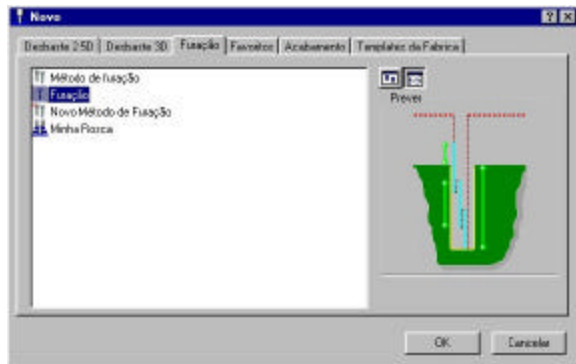 Novo
Desbaste 2.5D Desbaste 3D Furação Favoritos Acabamento Templates da Fabrica
Método de furação
Furação
Novo Método de Furação
Minha Rosca
Prever
OK Cancelar